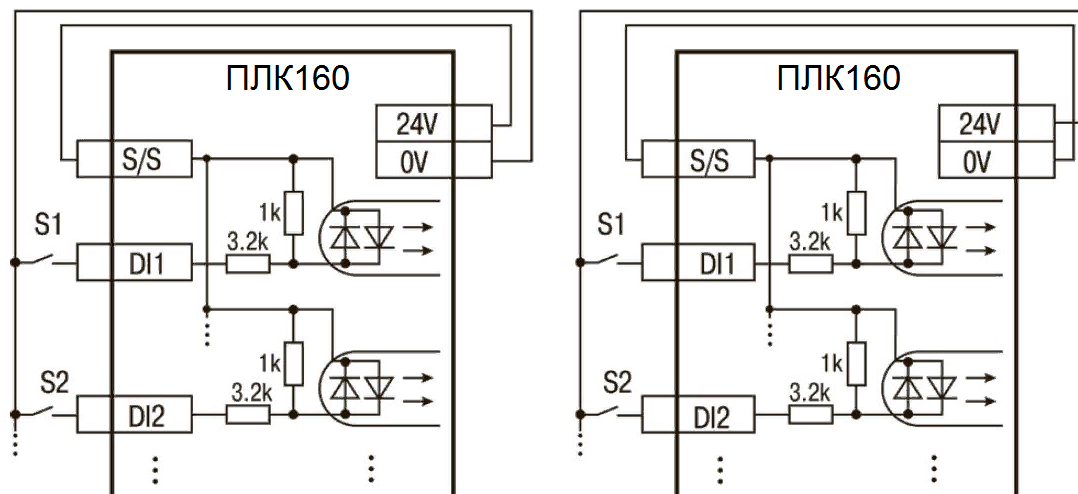 ПЛК160
24V
0V
S/S
1k
S1
3.2k
DI1
1k
S2
3.2k
DI2
ПЛК160
24V
0V
S/S
1k
S1
3.2k
DI1
1k
S2
3.2k
DI2